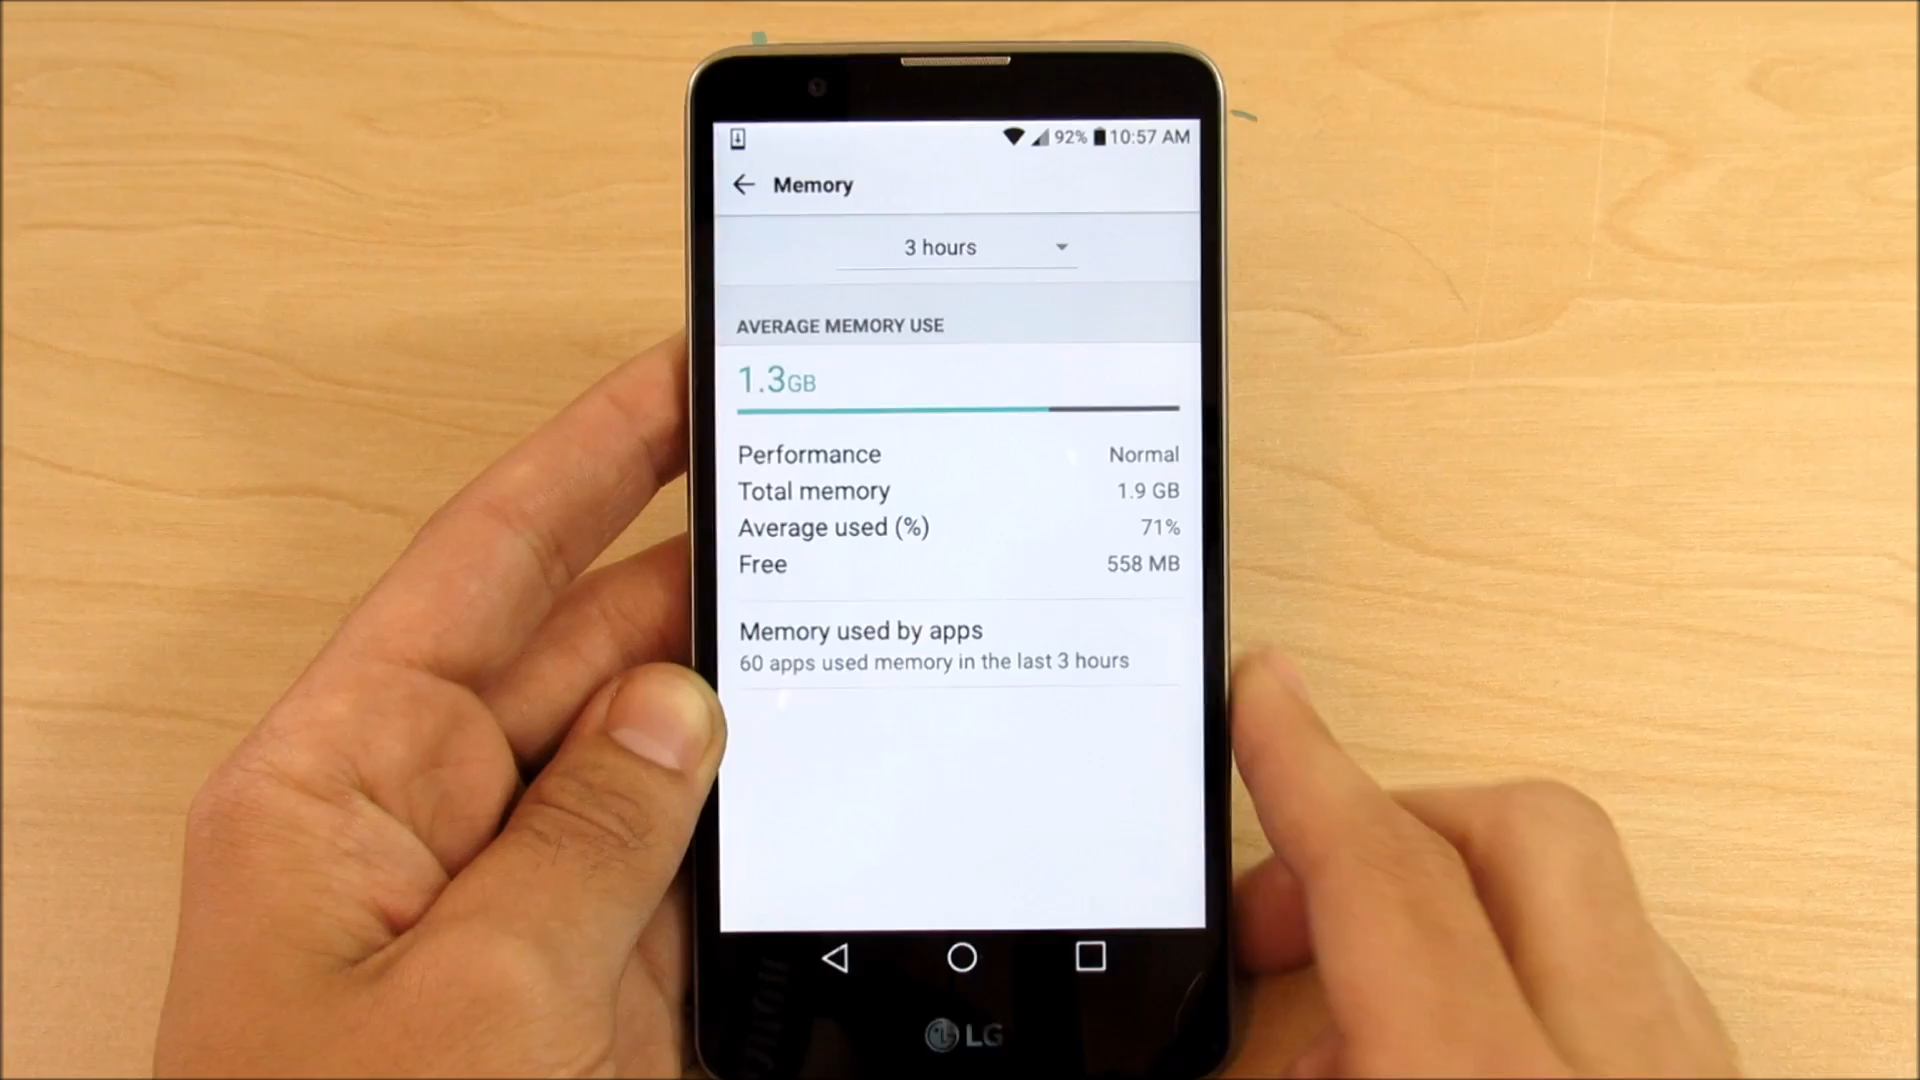 92% 10:57 AM
Memory
3 hours
AVERAGE MEMORY USE
1.3GB
Performance Normal
Total memory 1.9 GB
Average used (%) 71%
Free 558 MB
Memory used by apps
60 apps used memory in the last 3 hours
LG